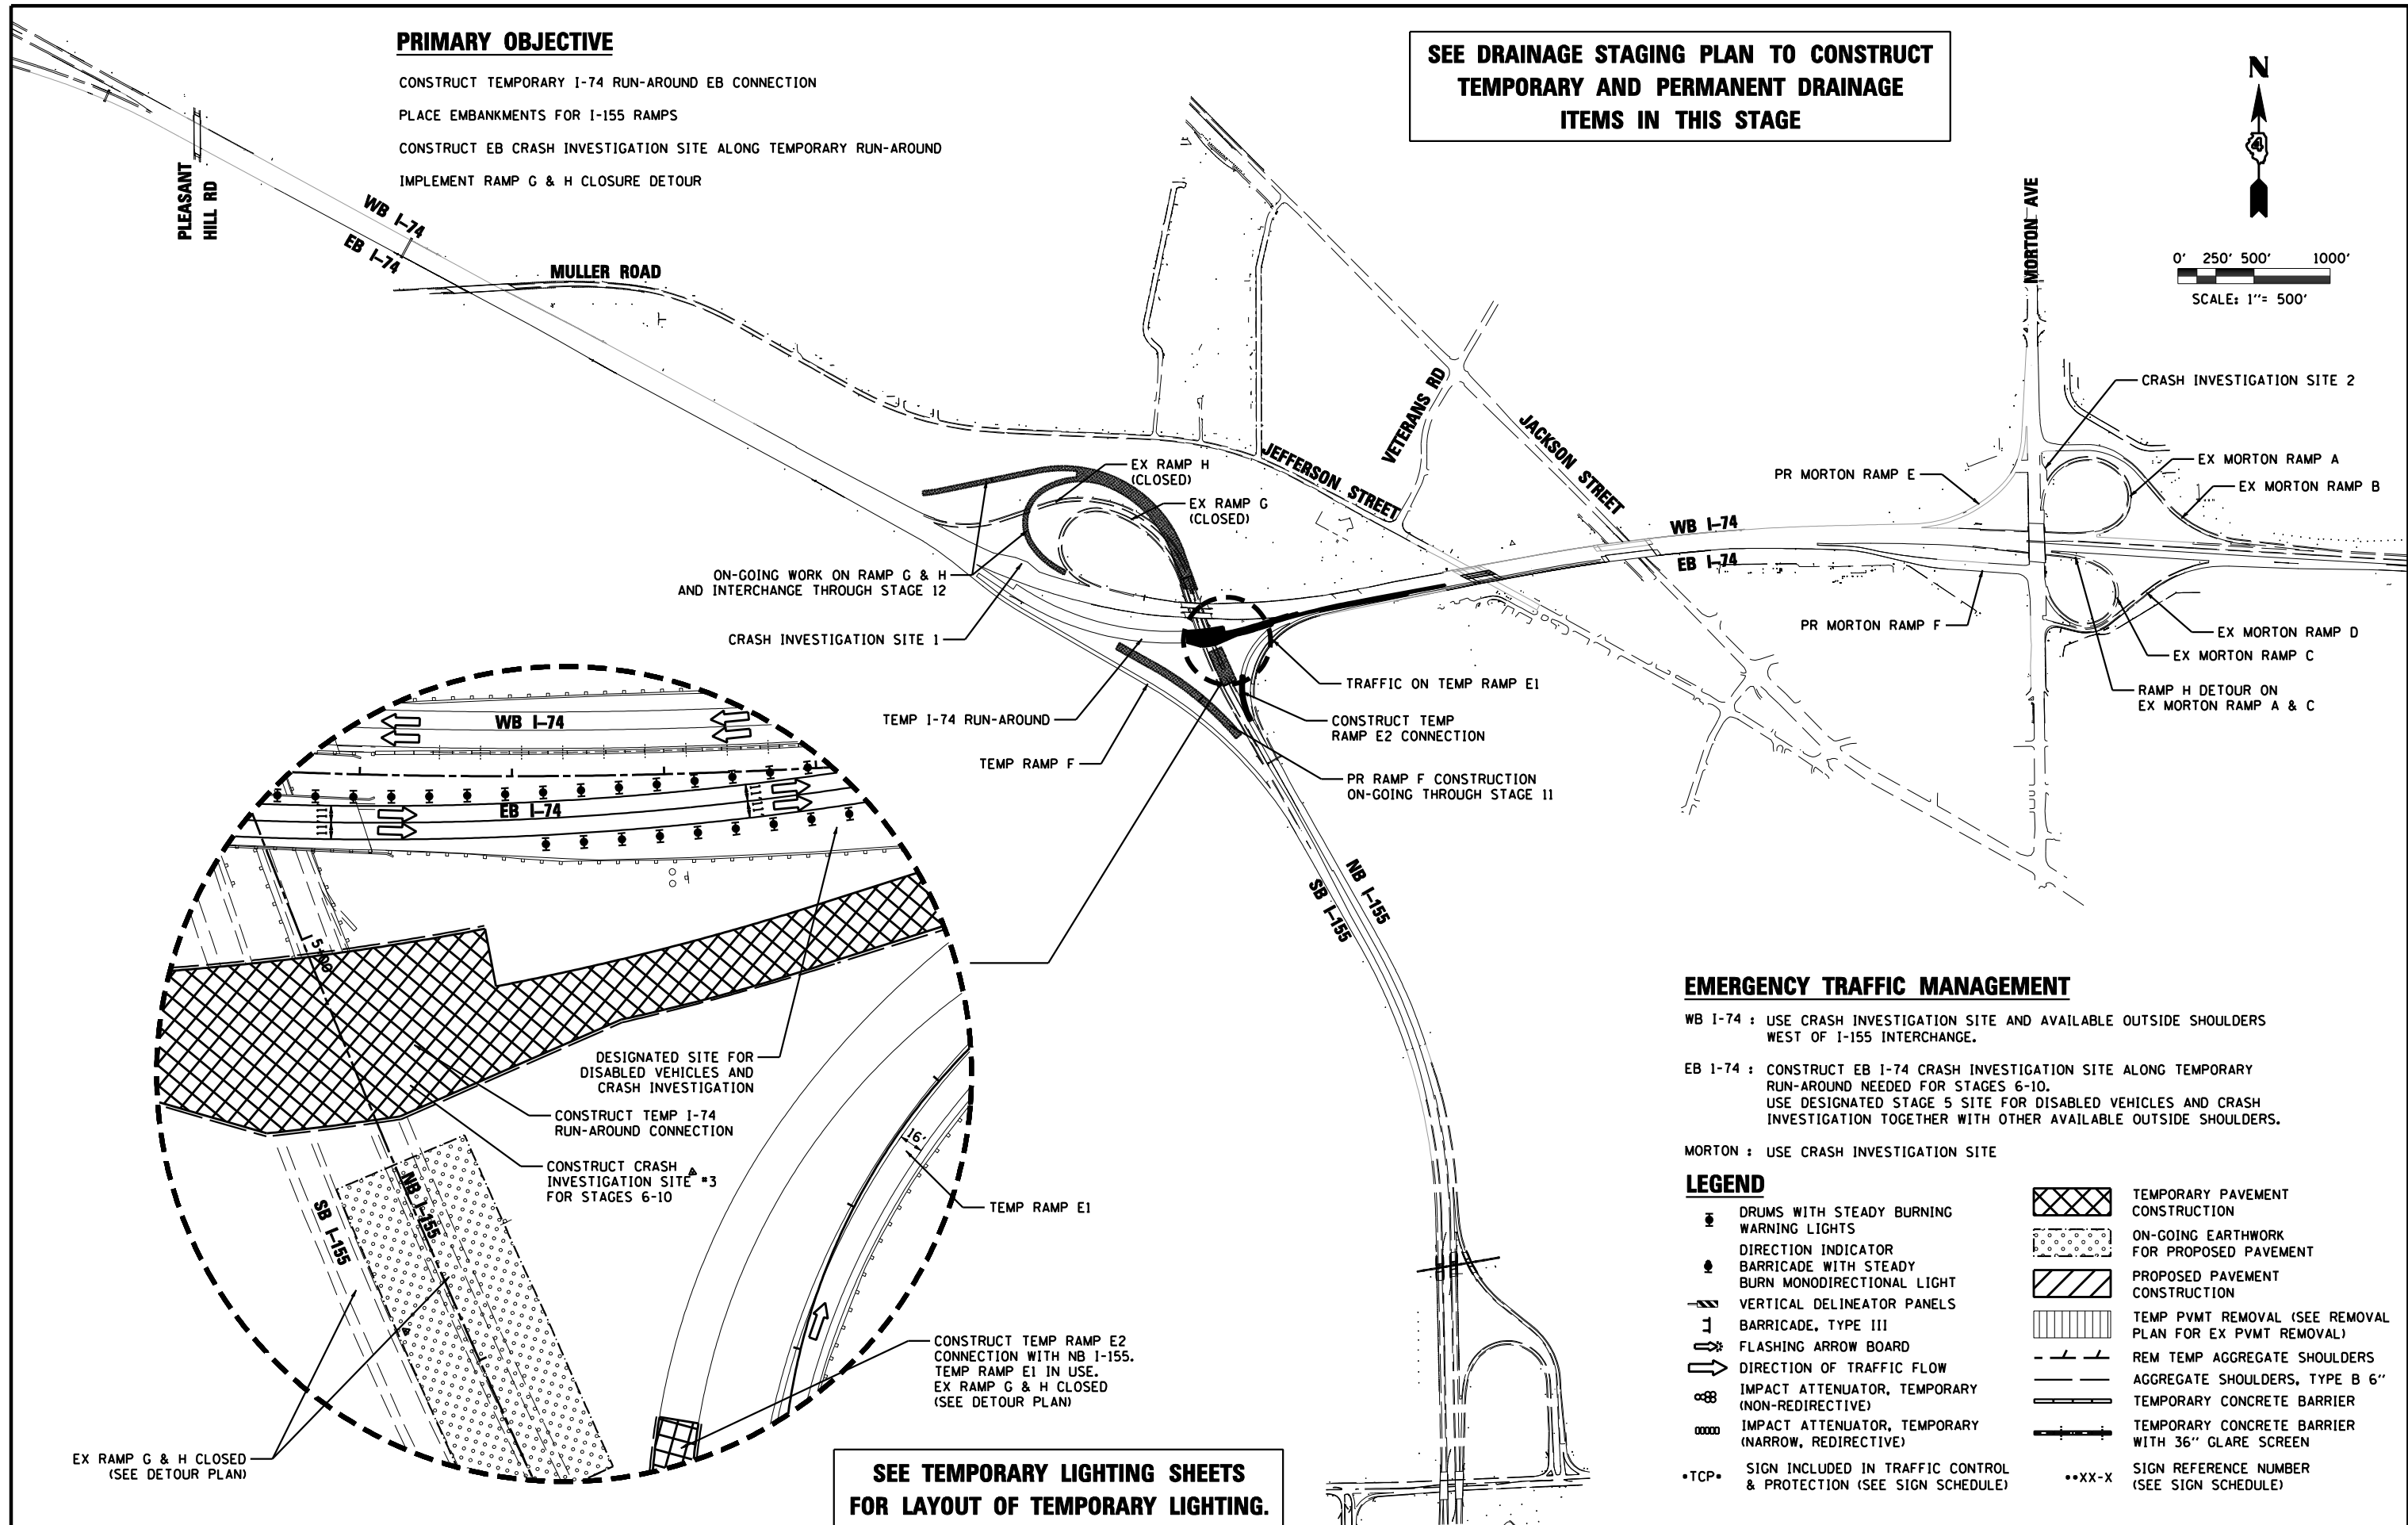 PRIMARY OBJECTIVE
CONSTRUCT TEMPORARY I-74 RUN-AROUND EB CONNECTION
PLACE EMBANKMENTS FOR I-155 RAMPS
CONSTRUCT EB CRASH INVESTIGATION SITE ALONG TEMPORARY RUN-AROUND
IMPLEMENT RAMP G & H CLOSURE DETOUR
SEE DRAINAGE STAGING PLAN TO CONSTRUCT
TEMPORARY AND PERMANENT DRAINAGE
ITEMS IN THIS STAGE
N
4
0' 250' 500' 1000'
SCALE: 1"= 500'
PLEASANT
HILL RD
WB I-74
EB I-74
MULLER ROAD
MORTON AVE
VETERANS RD
JACKSON STREET
JEFFERSON STREET
CRASH INVESTIGATION SITE 2
EX MORTON RAMP A
EX MORTON RAMP B
PR MORTON RAMP E
WB I-74
EB I-74
PR MORTON RAMP F
EX MORTON RAMP D
EX MORTON RAMP C
RAMP H DETOUR ON
EX MORTON RAMP A & C
EX RAMP H
(CLOSED)
EX RAMP G
(CLOSED)
ON-GOING WORK ON RAMP G & H
AND INTERCHANGE THROUGH STAGE 12
CRASH INVESTIGATION SITE 1
TEMP I-74 RUN-AROUND
TEMP RAMP F
TRAFFIC ON TEMP RAMP E1
CONSTRUCT TEMP
RAMP E2 CONNECTION
PR RAMP F CONSTRUCTION
ON-GOING THROUGH STAGE 11
NB I-155
SB I-155
WB I-74
EB I-74
11'
11'
11'
11'
DESIGNATED SITE FOR
DISABLED VEHICLES AND
CRASH INVESTIGATION
CONSTRUCT TEMP I-74
RUN-AROUND CONNECTION
CONSTRUCT CRASH
INVESTIGATION SITE #3
FOR STAGES 6-10
16'
TEMP RAMP E1
NB I-155
SB I-155
CONSTRUCT TEMP RAMP E2
CONNECTION WITH NB I-155.
TEMP RAMP E1 IN USE.
EX RAMP G & H CLOSED
(SEE DETOUR PLAN)
EX RAMP G & H CLOSED
(SEE DETOUR PLAN)
SEE TEMPORARY LIGHTING SHEETS
FOR LAYOUT OF TEMPORARY LIGHTING.
EMERGENCY TRAFFIC MANAGEMENT
WB I-74 : USE CRASH INVESTIGATION SITE AND AVAILABLE OUTSIDE SHOULDERS
WEST OF I-155 INTERCHANGE.
EB I-74 : CONSTRUCT EB I-74 CRASH INVESTIGATION SITE ALONG TEMPORARY
RUN-AROUND NEEDED FOR STAGES 6-10.
USE DESIGNATED STAGE 5 SITE FOR DISABLED VEHICLES AND CRASH
INVESTIGATION TOGETHER WITH OTHER AVAILABLE OUTSIDE SHOULDERS.
MORTON : USE CRASH INVESTIGATION SITE
LEGEND
DRUMS WITH STEADY BURNING
WARNING LIGHTS
DIRECTION INDICATOR
BARRICADE WITH STEADY
BURN MONODIRECTIONAL LIGHT
VERTICAL DELINEATOR PANELS
BARRICADE, TYPE III
FLASHING ARROW BOARD
DIRECTION OF TRAFFIC FLOW
IMPACT ATTENUATOR, TEMPORARY
(NON-REDIRECTIVE)
IMPACT ATTENUATOR, TEMPORARY
(NARROW, REDIRECTIVE)
•TCP• SIGN INCLUDED IN TRAFFIC CONTROL
& PROTECTION (SEE SIGN SCHEDULE)
TEMPORARY PAVEMENT
CONSTRUCTION
ON-GOING EARTHWORK
FOR PROPOSED PAVEMENT
PROPOSED PAVEMENT
CONSTRUCTION
TEMP PVMT REMOVAL (SEE REMOVAL
PLAN FOR EX PVMT REMOVAL)
REM TEMP AGGREGATE SHOULDERS
AGGREGATE SHOULDERS, TYPE B 6"
TEMPORARY CONCRETE BARRIER
TEMPORARY CONCRETE BARRIER
WITH 36" GLARE SCREEN
••XX-X SIGN REFERENCE NUMBER
(SEE SIGN SCHEDULE)